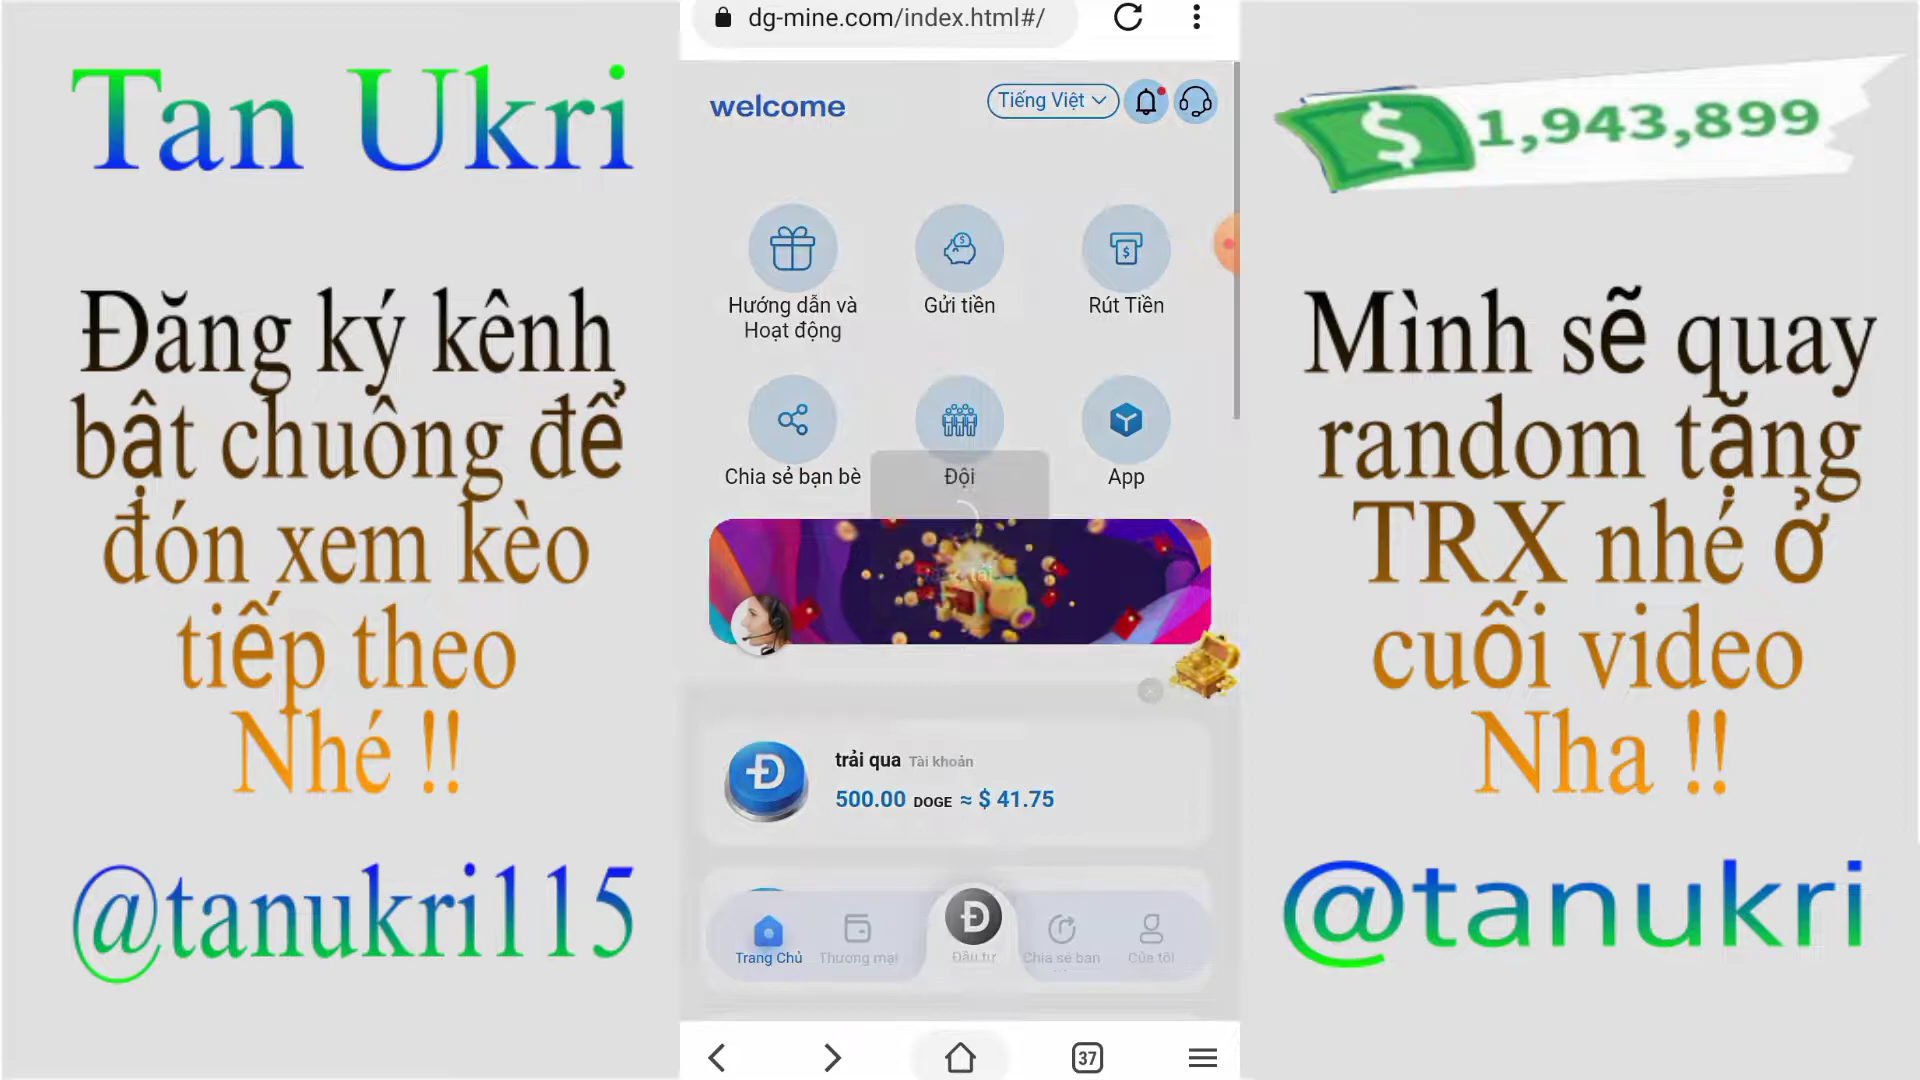 Tan Ukri
Đăng ký kênh
bật chuông để
đón xem kèo
tiếp theo
Nhé !!
@tanukri115
dg-mine.com/index.html#/
welcome
Tiếng Việt
Hướng dẫn và
Hoạt động
Gửi tiền
Rút Tiền
Chia sẻ bạn bè
Đội
App
trải qua Tài khoản
500.00 DOGE ≈ $ 41.75
Trang Chủ
Thương mại
Đầu tư
Chia sẻ bạn
Của tôi
37
$ 1,943,899
Mình sẽ quay
random tặng
TRX nhé ở
cuối video
Nha !!
@tanukri